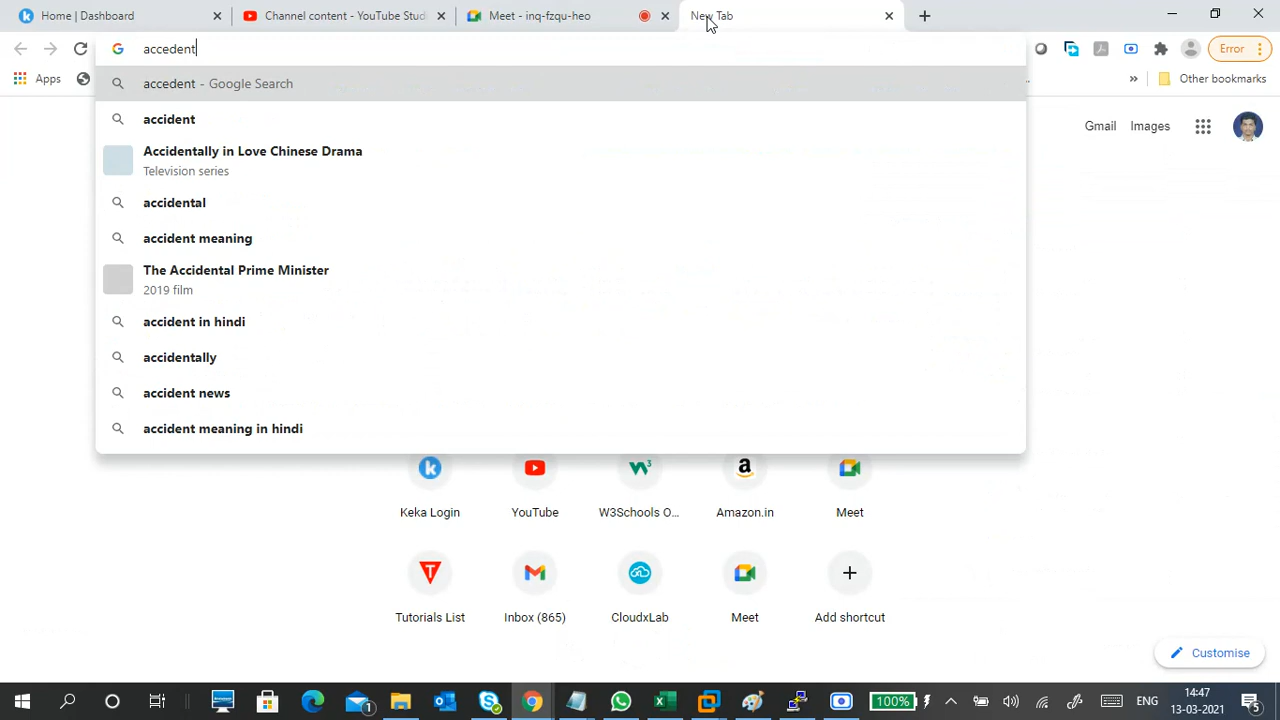 Home | Dashboard
Channel content - YouTube Stud
Meet - inq-fzqu-heo
New Tab
accedent
Error
Apps
Other bookmarks
accedent - Google Search
accident
Accidentally in Love Chinese Drama
Television series
accidental
accident meaning
The Accidental Prime Minister
2019 film
accident in hindi
accidentally
accident news
accident meaning in hindi
Gmail Images
Keka Login YouTube W3Schools O... Amazon.in Meet
Tutorials List Inbox (865) CloudxLab Meet Add shortcut
Customise
100% ENG 14:47
13-03-2021